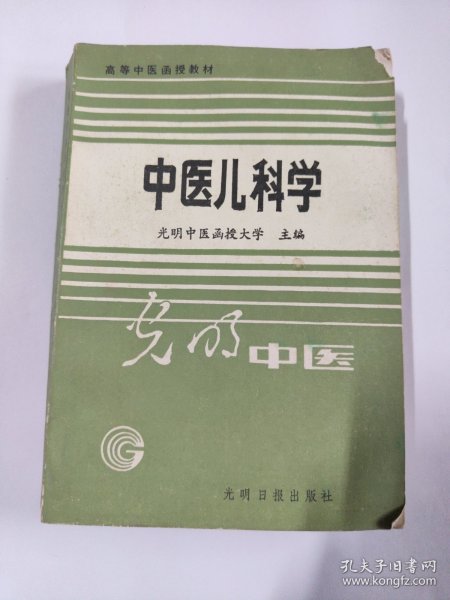 高等中医函授教材
中医儿科学
光明中医函授大学 主编
光明中医
光明日报出版社
孔夫子旧书网
www.kongfz.com